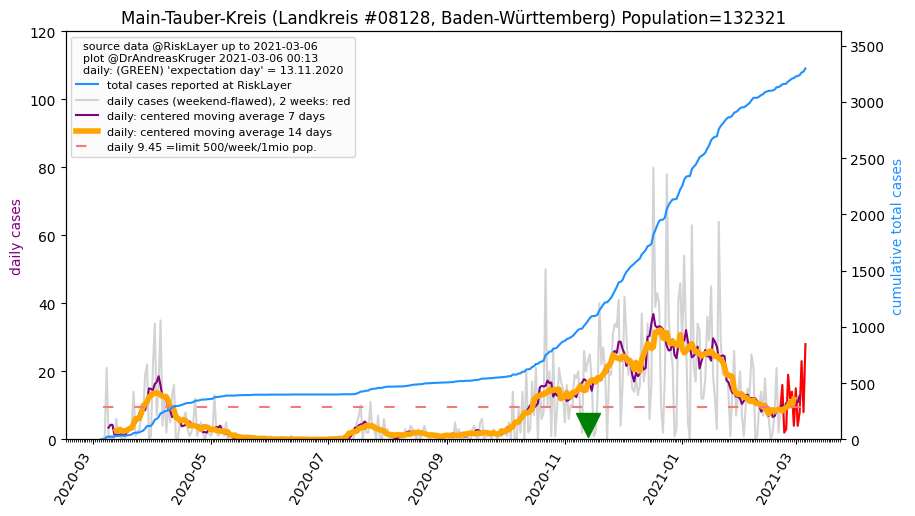 Main-Tauber-Kreis (Landkreis #08128, Baden-Württemberg) Population=132321
source data @RiskLayer up to 2021-03-06
plot @DrAndreasKruger 2021-03-06 00:13
daily: (GREEN) 'expectation day' = 13.11.2020
total cases reported at RiskLayer
daily cases (weekend-flawed), 2 weeks: red
daily: centered moving average 7 days
daily: centered moving average 14 days
daily 9.45 =limit 500/week/1mio pop.
daily cases
120
100
80
60
40
20
0
cumulative total cases
3500
3000
2500
2000
1500
1000
500
0
2020-03
2020-05
2020-07
2020-09
2020-11
2021-01
2021-03